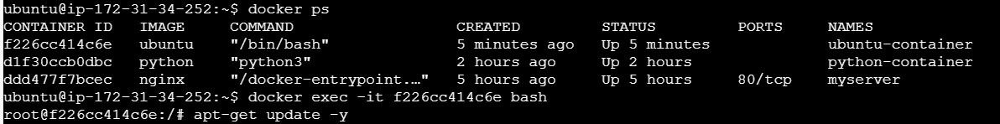 ubuntu@ip-172-31-34-252:~$ docker ps
CONTAINER ID   IMAGE     COMMAND                  CREATED         STATUS         PORTS     NAMES
f226cc414c6e   ubuntu    "/bin/bash"              5 minutes ago   Up 5 minutes             ubuntu-container
d1f30ccb0dbc   python    "python3"                2 hours ago     Up 2 hours               python-container
ddd477f7bcec   nginx     "/docker-entrypoint.…"   5 hours ago     Up 5 hours     80/tcp    myserver
ubuntu@ip-172-31-34-252:~$ docker exec -it f226cc414c6e bash
root@f226cc414c6e:/# apt-get update -y